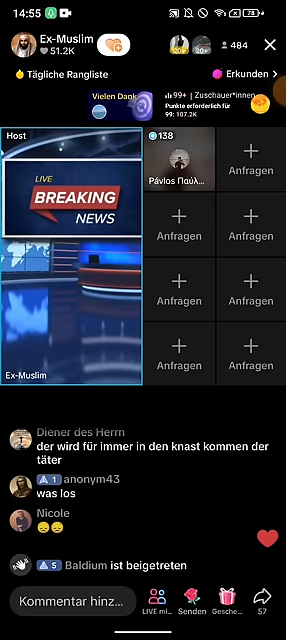 14:55
73
Ex-Muslim
51.2K
20+
484
Tägliche Rangliste
Erkunden
Vielen Dank
99+ | Zuschauer*innen
Punkte erforderlich für
99: 107.2K
Host
LIVE
BREAKING
NEWS
Ex-Muslim
138
Pávlos Παύλ...
Anfragen
Anfragen
Anfragen
Anfragen
Anfragen
Anfragen
Anfragen
Diener des Herrn
der wird für immer in den knast kommen der
täter
1 anonym43
was los
Nicole
😞😞
5 Baldium ist beigetreten
Kommentar hinz...
LIVE mi...
Senden
Gesche...
57